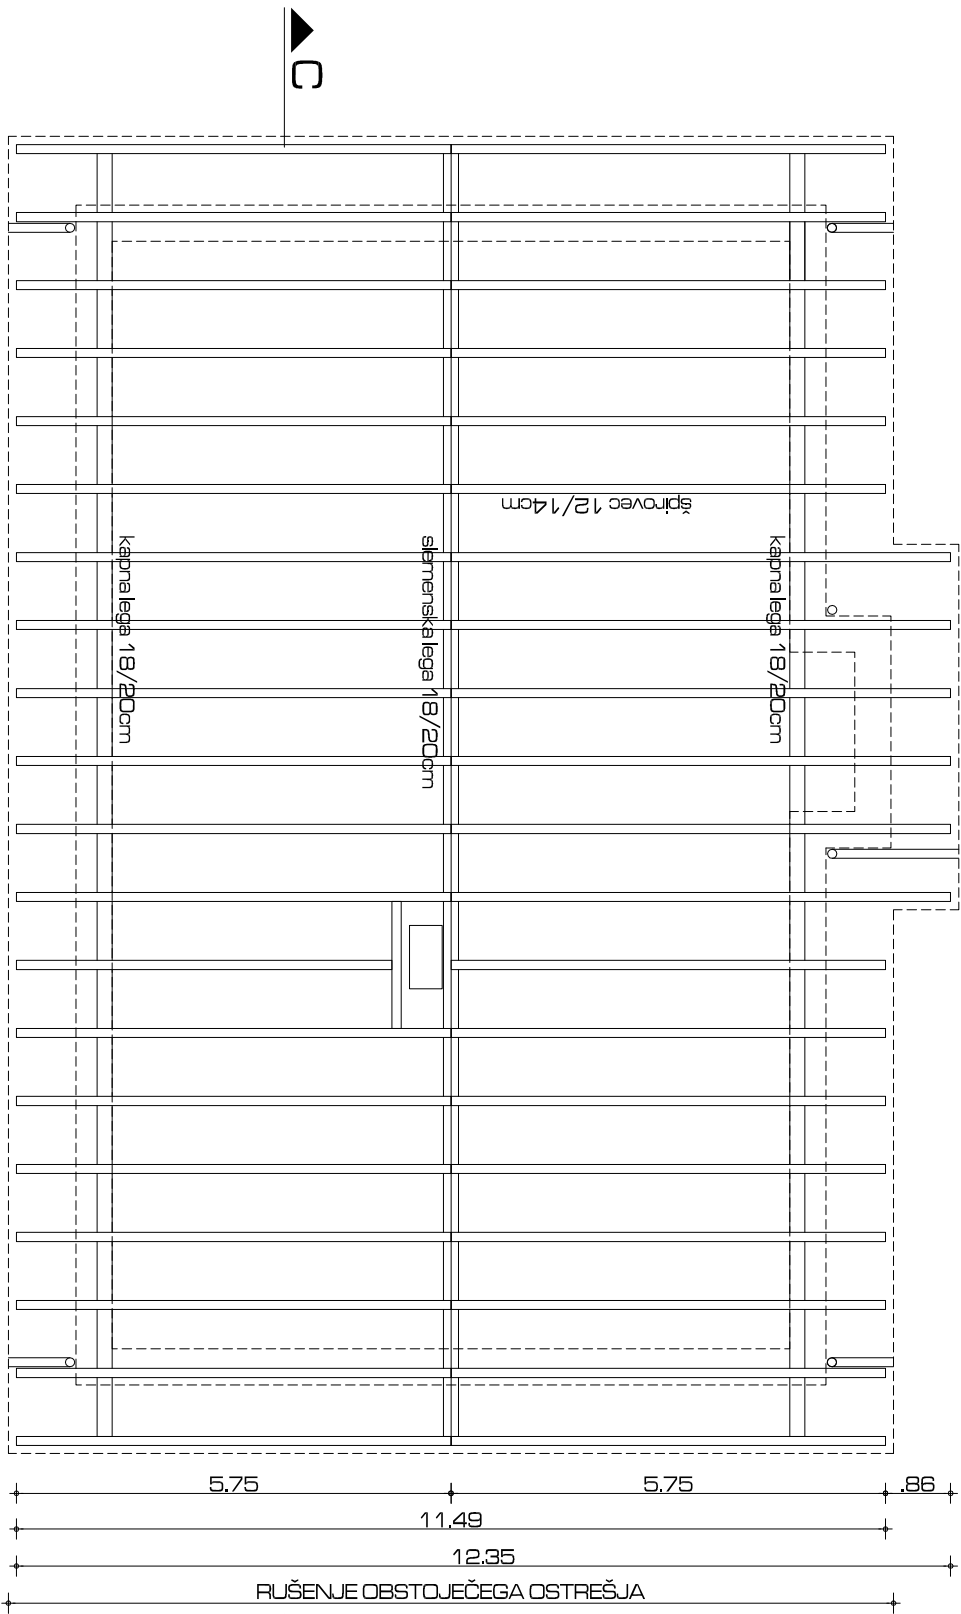 C
špirovec 12/14cm
kapna lega 18/20cm
slemenska lega 18/20cm
kapna lega 18/20cm
5.75 5.75 .86
11.49
12.35
RUŠENJE OBSTOJEČEGA OSTREŠJA